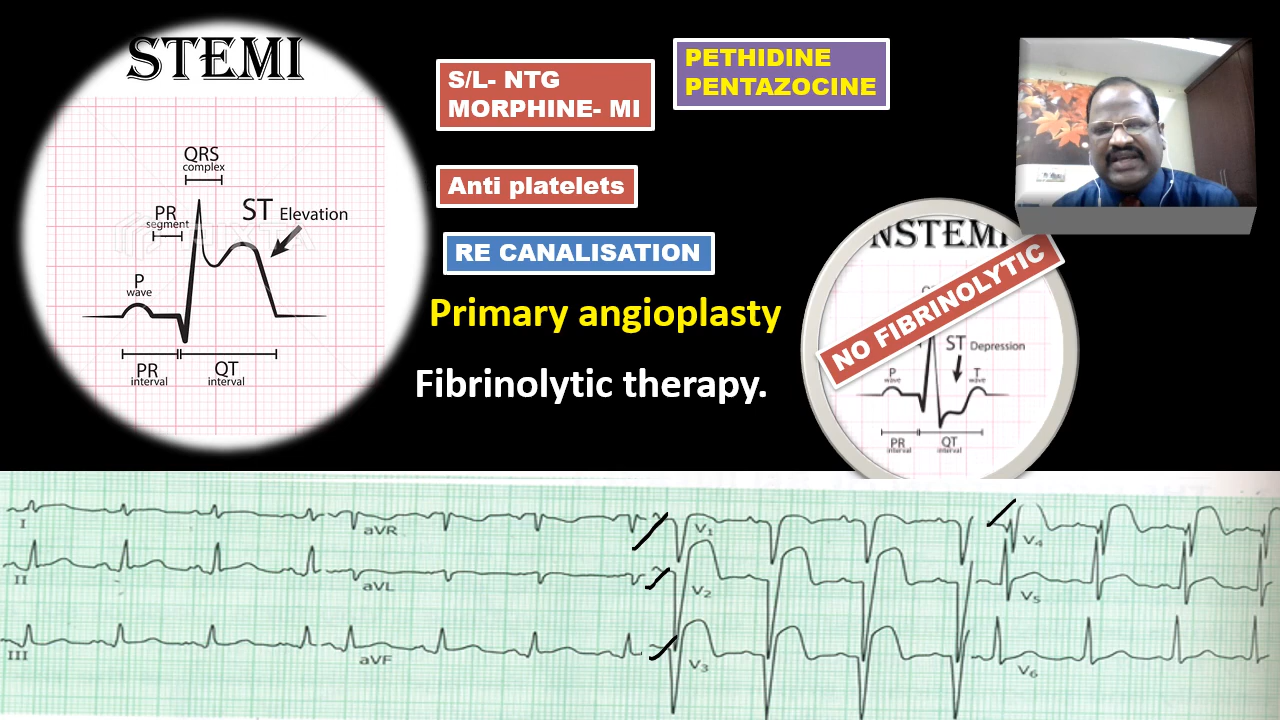 STEMI
QRS
complex
PR
segment
ST Elevation
P
wave
PR
interval
QT
interval
S/L- NTG
MORPHINE- MI
PETHIDINE
PENTAZOCINE
Anti platelets
RE CANALISATION
Primary angioplasty
Fibrinolytic therapy.
NSTEMI
NO FIBRINOLYTIC
ST Depression
P
wave
T
wave
PR
interval
QT
interval
I
aVR
V1
V4
II
aVL
V2
V5
III
aVF
V3
V6